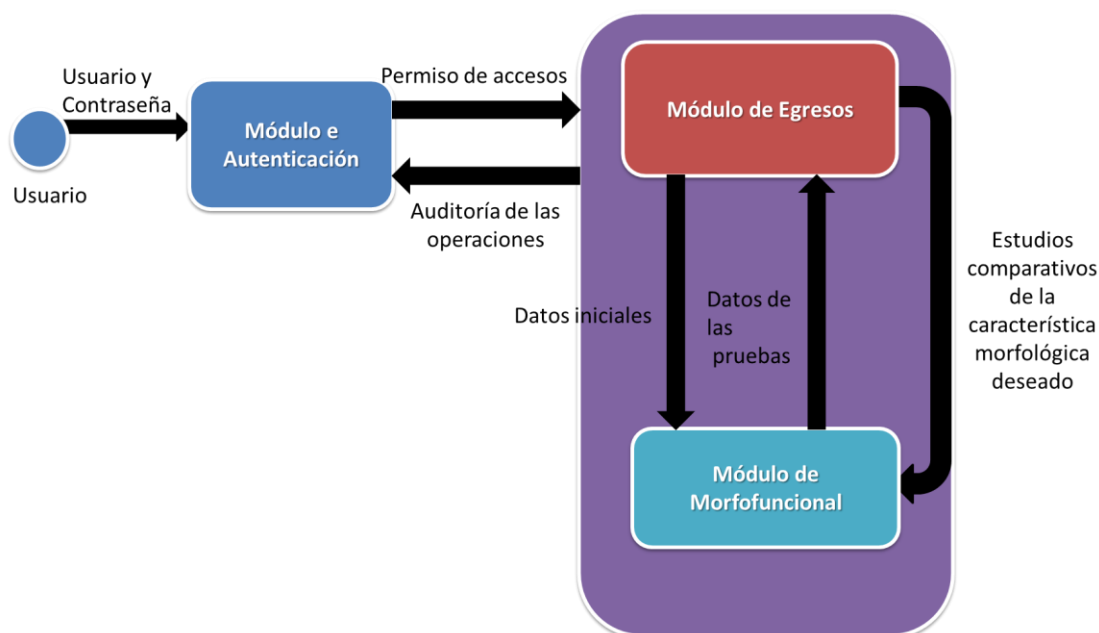 Usuario y
Contraseña
Usuario
Módulo e
Autenticación
Permiso de accesos
Auditoría de las
operaciones
Módulo de Egresos
Datos iniciales
Datos de
las
pruebas
Estudios
comparativos
de la
característica
morfológica
deseado
Módulo de
Morfofuncional